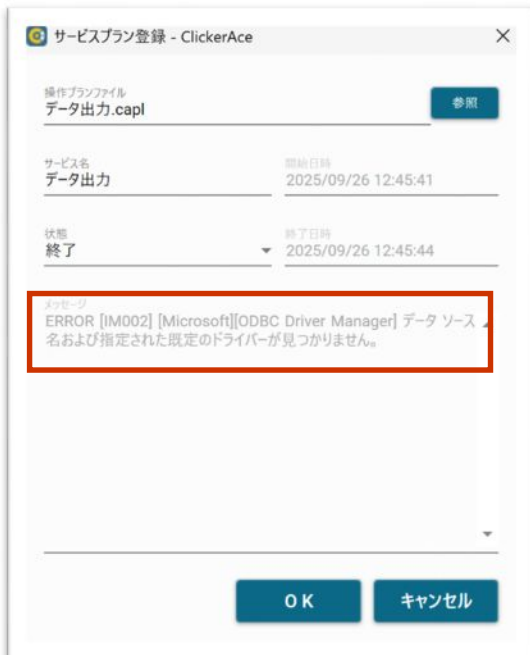 サービスプラン登録 - ClickerAce
操作プランファイル
データ出力.capl
参照
サービス名
データ出力
開始日時
2025/09/26 12:45:41
状態
終了
終了日時
2025/09/26 12:45:44
メッセージ
ERROR [IM002] [Microsoft][ODBC Driver Manager] データ ソース
名および指定された既定のドライバーが見つかりません。
OK
キャンセル